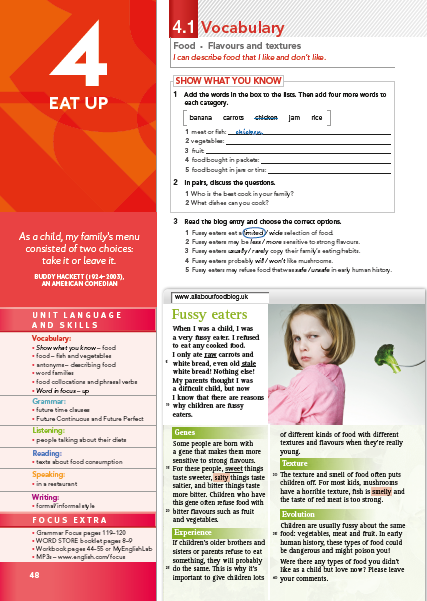 4
EAT UP
As a child, my family's menu
consisted of two choices:
take it or leave it.
BUDDY HACKETT (1924–2003),
AN AMERICAN COMEDIAN
UNIT LANGUAGE
AND SKILLS
Vocabulary:
• Show what you know – food
• food – fish and vegetables
• antonyms – describing food
• word families
• food collocations and phrasal verbs
• Word in focus – up
Grammar:
• future time clauses
• Future Continuous and Future Perfect
Listening:
• people talking about their diets
Reading:
• texts about food consumption
Speaking:
• in a restaurant
Writing:
• formal/informal style
FOCUS EXTRA
• Grammar Focus pages 119–120
• WORD STORE booklet pages 8–9
• Workbook pages 44–55 or MyEnglishLab
• MP3s – www.english.com/focus
48
4.1 Vocabulary
Food • Flavours and textures
I can describe food that I like and don't like.
SHOW WHAT YOU KNOW
1 Add the words in the box to the lists. Then add four more words to
each category.
banana carrots chicken jam rice
1 meat or fish: chicken,
2 vegetables:
3 fruit:
4 food bought in packets:
5 food bought in jars or tins:
2 In pairs, discuss the questions.
1 Who is the best cook in your family?
2 What dishes can you cook?
3 Read the blog entry and choose the correct options.
1 Fussy eaters eat a limited / wide selection of food.
2 Fussy eaters may be less / more sensitive to strong flavours.
3 Fussy eaters usually / rarely copy their family's eating habits.
4 Fussy eaters probably will / won't like mushrooms.
5 Fussy eaters may refuse food that was safe / unsafe in early human history.
www.allaboutfoodblog.uk
Fussy eaters
When I was a child, I was
a very fussy eater. I refused
to eat any cooked food.
I only ate raw carrots and
5 white bread, even old stale
white bread! Nothing else!
My parents thought I was
a difficult child, but now
I know that there are reasons
10 why children are fussy
eaters.
Genes
Some people are born with
a gene that makes them more
sensitive to strong flavours.
15 For these people, sweet things
taste sweeter, salty things taste
saltier, and bitter things taste
more bitter. Children who have
this gene often refuse food with
20 bitter flavours such as fruit
and vegetables.
Experience
If children's older brothers and
sisters or parents refuse to eat
something, they will probably
25 do the same. This is why it's
important to give children lots
of different kinds of food with different
textures and flavours when they're really
young.
Texture
30 The texture and smell of food often puts
children off. For most kids, mushrooms
have a horrible texture, fish is smelly and
the taste of red meat is too strong.
Evolution
Children are usually fussy about the same
35 food: vegetables, meat and fruit. In early
human history, these types of food could
be dangerous and might poison you!
Were there any types of food you didn't
like as a child but love now? Please leave
40 your comments.